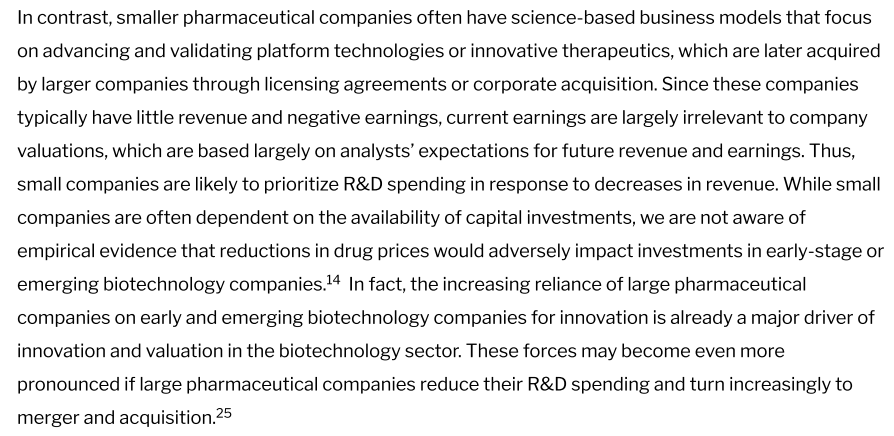 In contrast, smaller pharmaceutical companies often have science-based business models that focus
on advancing and validating platform technologies or innovative therapeutics, which are later acquired
by larger companies through licensing agreements or corporate acquisition. Since these companies
typically have little revenue and negative earnings, current earnings are largely irrelevant to company
valuations, which are based largely on analysts’ expectations for future revenue and earnings. Thus,
small companies are likely to prioritize R&D spending in response to decreases in revenue. While small
companies are often dependent on the availability of capital investments, we are not aware of
empirical evidence that reductions in drug prices would adversely impact investments in early-stage or
emerging biotechnology companies.14 In fact, the increasing reliance of large pharmaceutical
companies on early and emerging biotechnology companies for innovation is already a major driver of
innovation and valuation in the biotechnology sector. These forces may become even more
pronounced if large pharmaceutical companies reduce their R&D spending and turn increasingly to
merger and acquisition.25